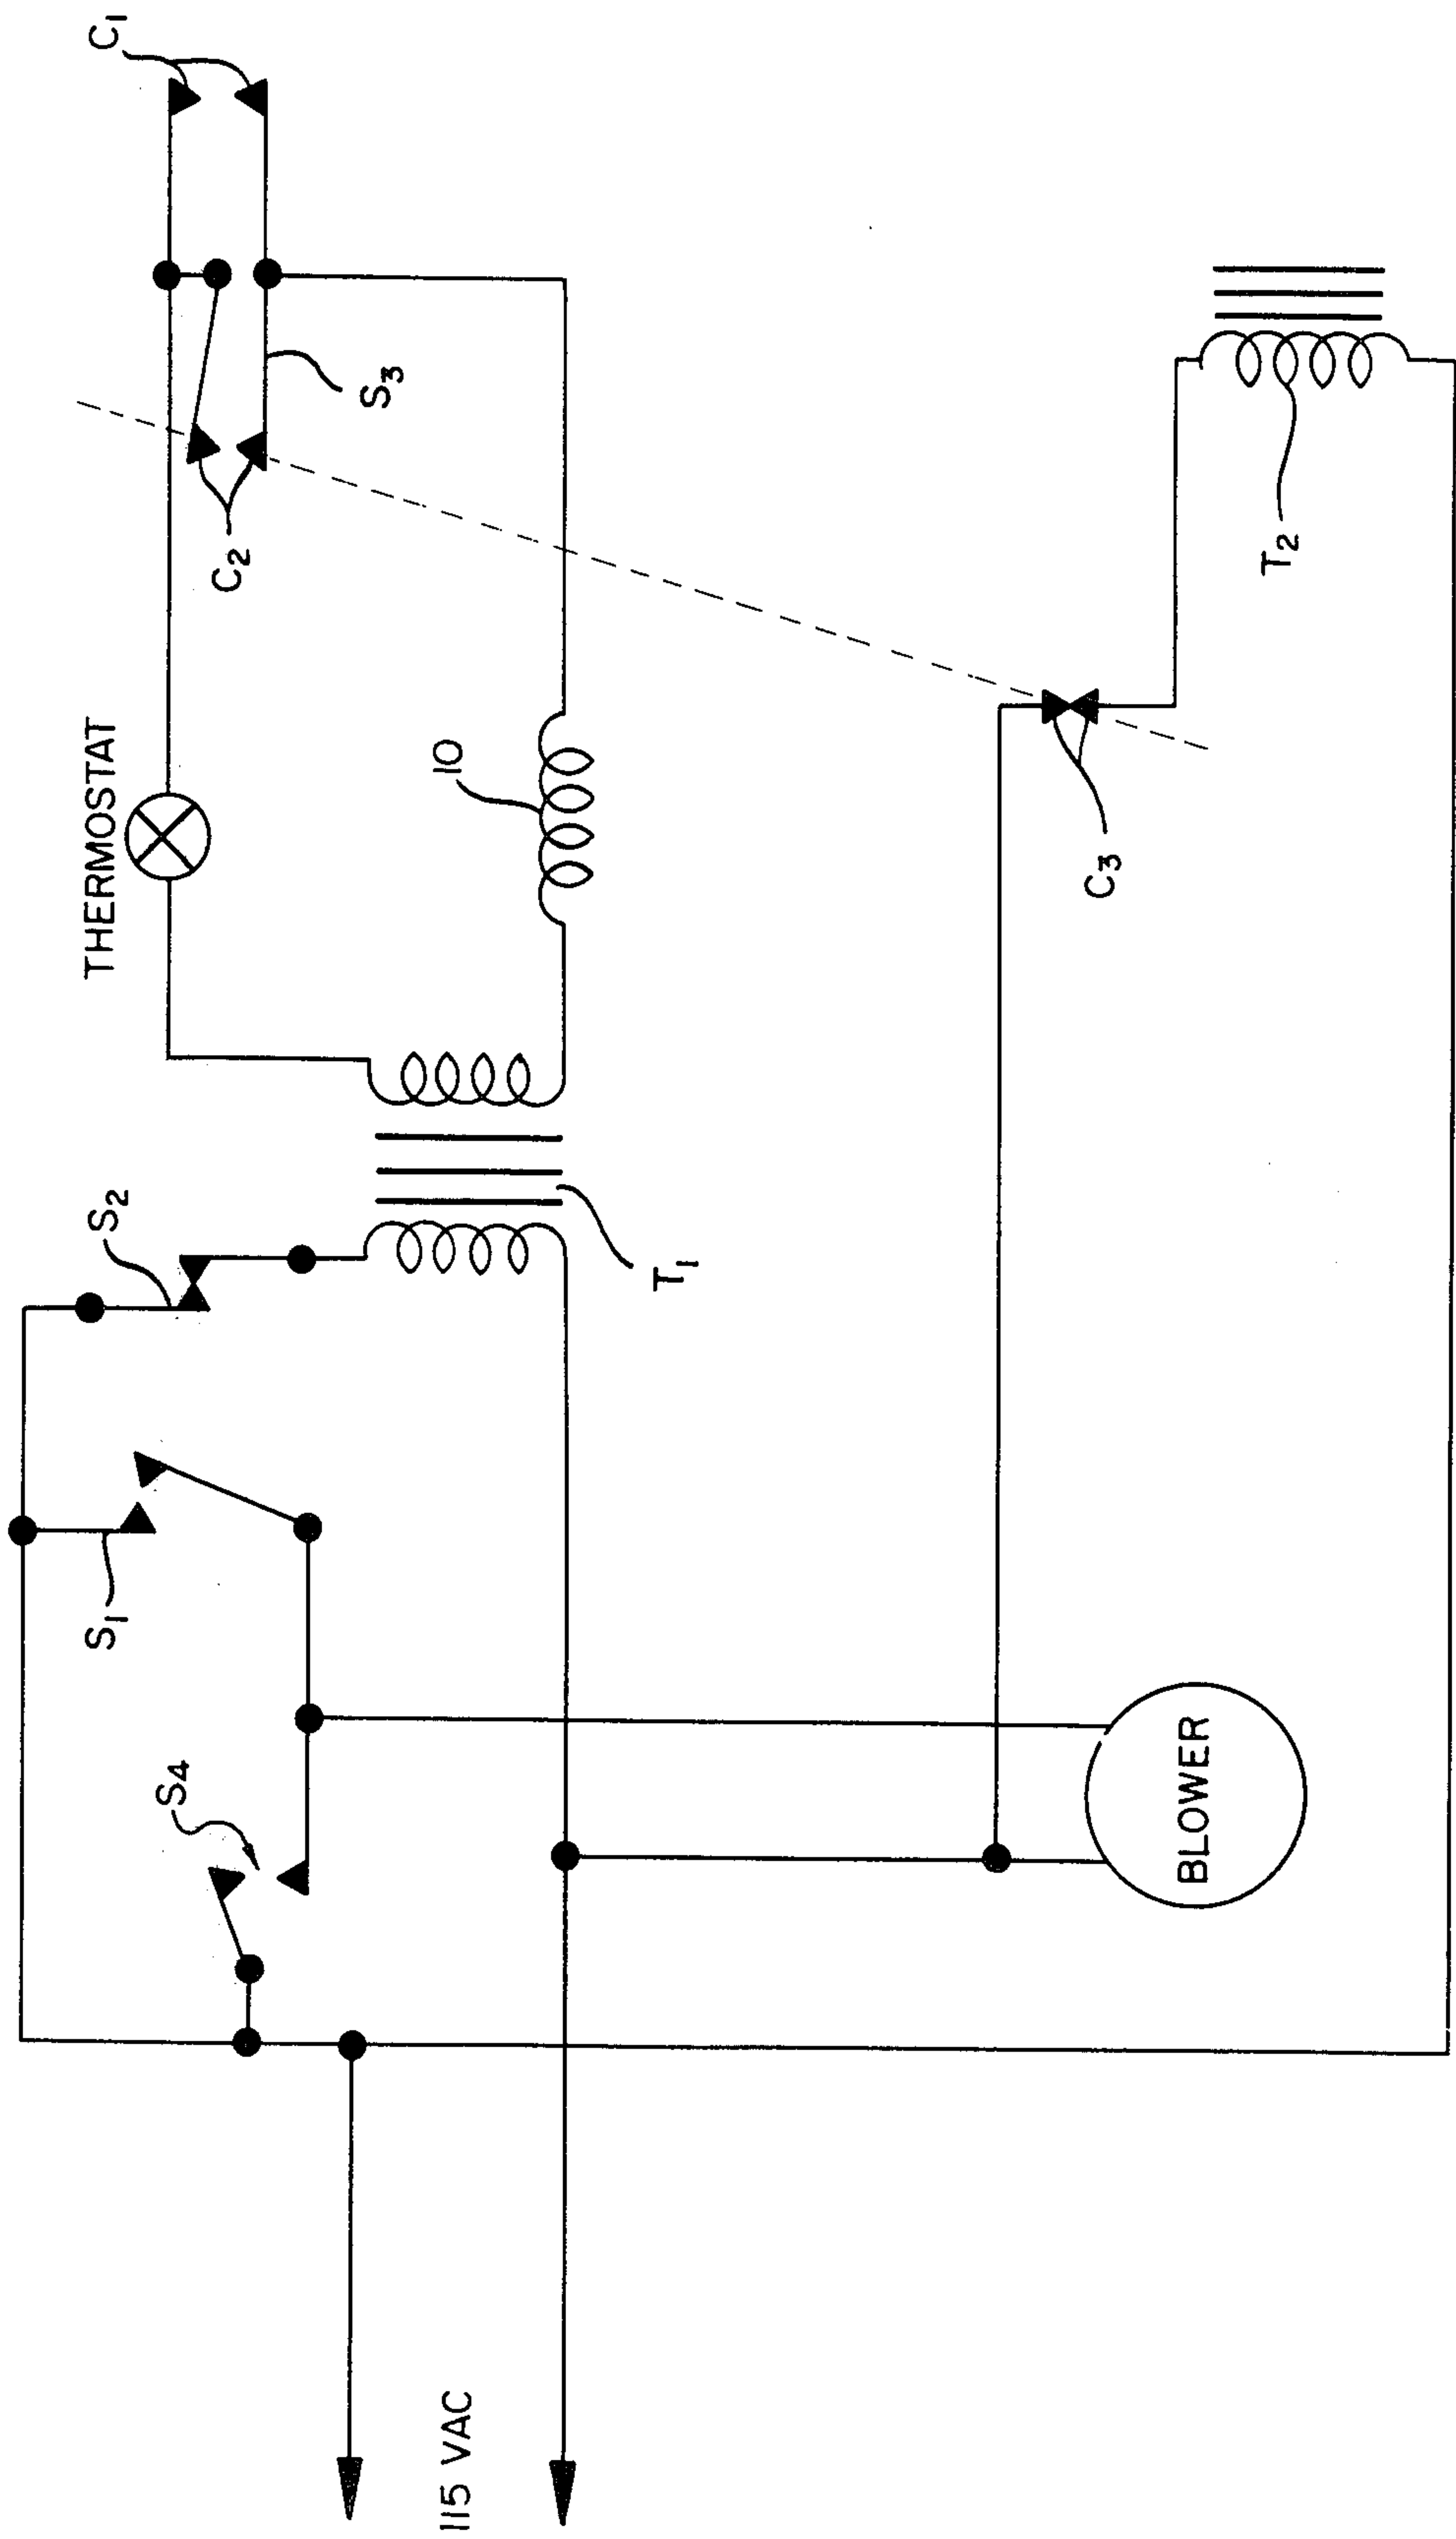 C1
S3
C2
THERMOSTAT
10
S2
T1
S1
S4
T2
C3
BLOWER
115 VAC